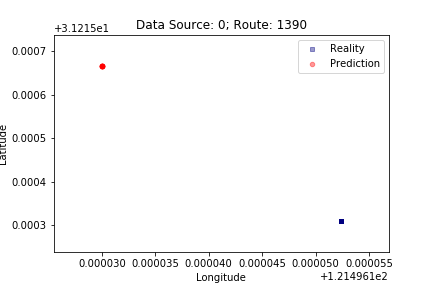 +3.1215e1
Data Source: 0; Route: 1390
Reality
Prediction
0.0007
0.0006
0.0005
0.0004
0.0003
Latitude
0.000030 0.000035 0.000040 0.000045 0.000050 0.000055
Longitude
+1.214961e2